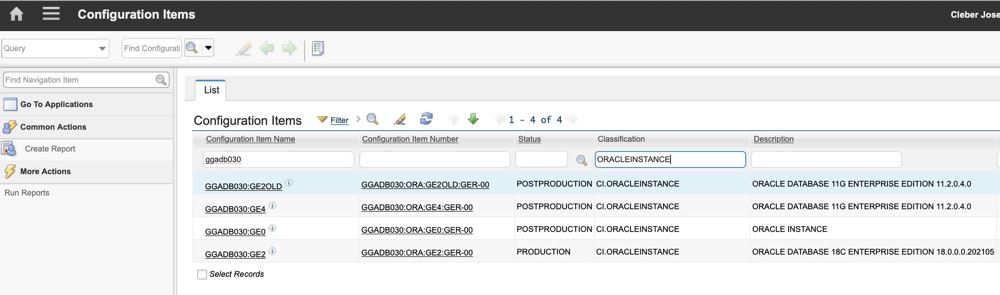 Configuration Items
Cleber Jose
Query
Find Configurati
Find Navigation Item
Go To Applications
Common Actions
Create Report
More Actions
Run Reports
List
Configuration Items Filter 1 - 4 of 4
Configuration Item Name Configuration Item Number Status Classification Description
ggadb030 ORACLEINSTANCE
GGADB030:GE2OLD GGADB030:ORA:GE2OLD:GER-00 POSTPRODUCTION CI.ORACLEINSTANCE ORACLE DATABASE 11G ENTERPRISE EDITION 11.2.0.4.0
GGADB030:GE4 GGADB030:ORA:GE4:GER-00 POSTPRODUCTION CI.ORACLEINSTANCE ORACLE DATABASE 11G ENTERPRISE EDITION 11.2.0.4.0
GGADB030:GE0 GGADB030:ORA:GE0:GER-00 POSTPRODUCTION CI.ORACLEINSTANCE ORACLE INSTANCE
GGADB030:GE2 GGADB030:ORA:GE2:GER-00 PRODUCTION CI.ORACLEINSTANCE ORACLE DATABASE 18C ENTERPRISE EDITION 18.0.0.0.202105
Select Records